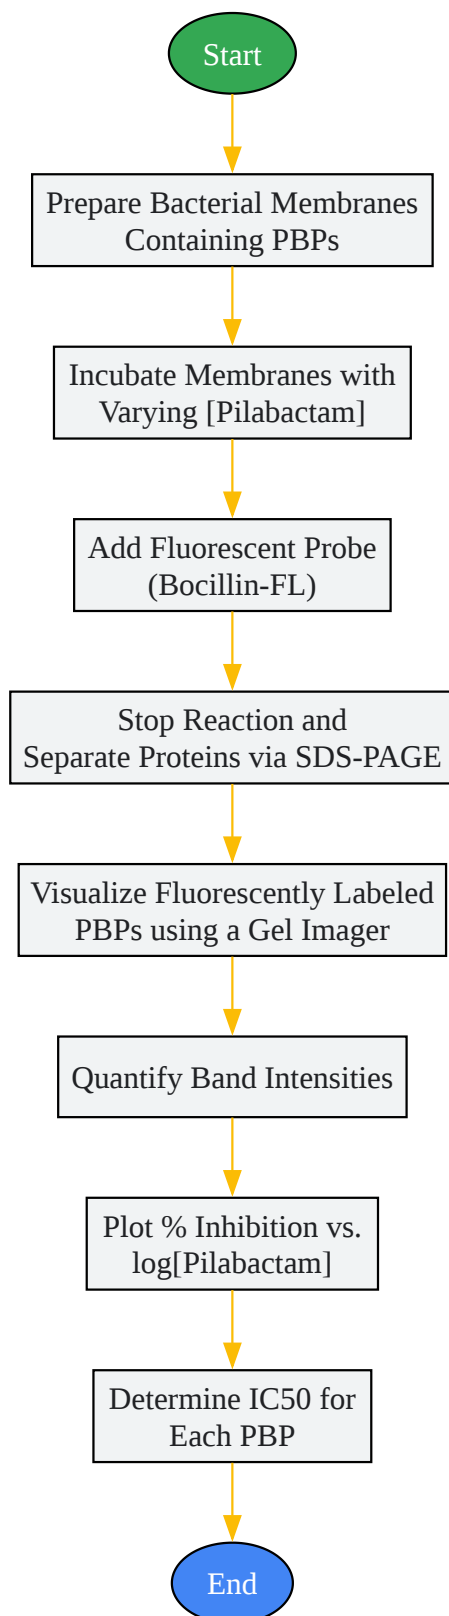 Start
Prepare Bacterial Membranes
Containing PBPs
Incubate Membranes with
Varying [Pilabactam]
Add Fluorescent Probe
(Bocillin-FL)
Stop Reaction and
Separate Proteins via SDS-PAGE
Visualize Fluorescently Labeled
PBPs using a Gel Imager
Quantify Band Intensities
Plot % Inhibition vs.
log[Pilabactam]
Determine IC50 for
Each PBP
End